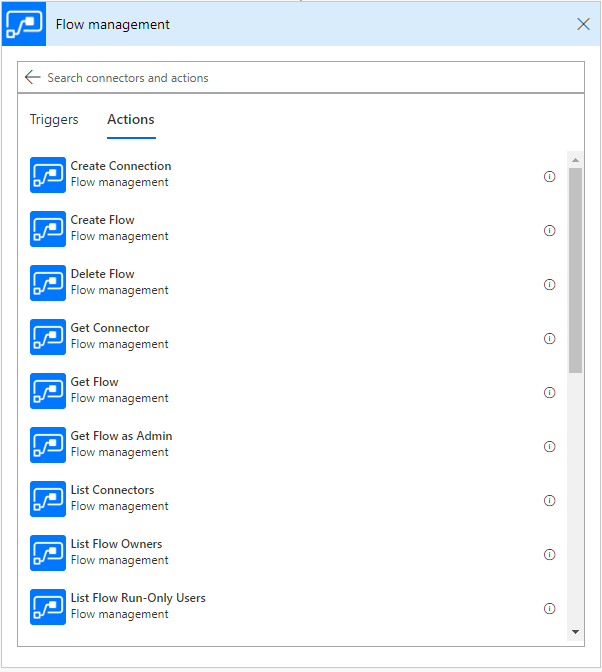 Flow management
Search connectors and actions
Triggers Actions
Create Connection
Flow management
Create Flow
Flow management
Delete Flow
Flow management
Get Connector
Flow management
Get Flow
Flow management
Get Flow as Admin
Flow management
List Connectors
Flow management
List Flow Owners
Flow management
List Flow Run-Only Users
Flow management